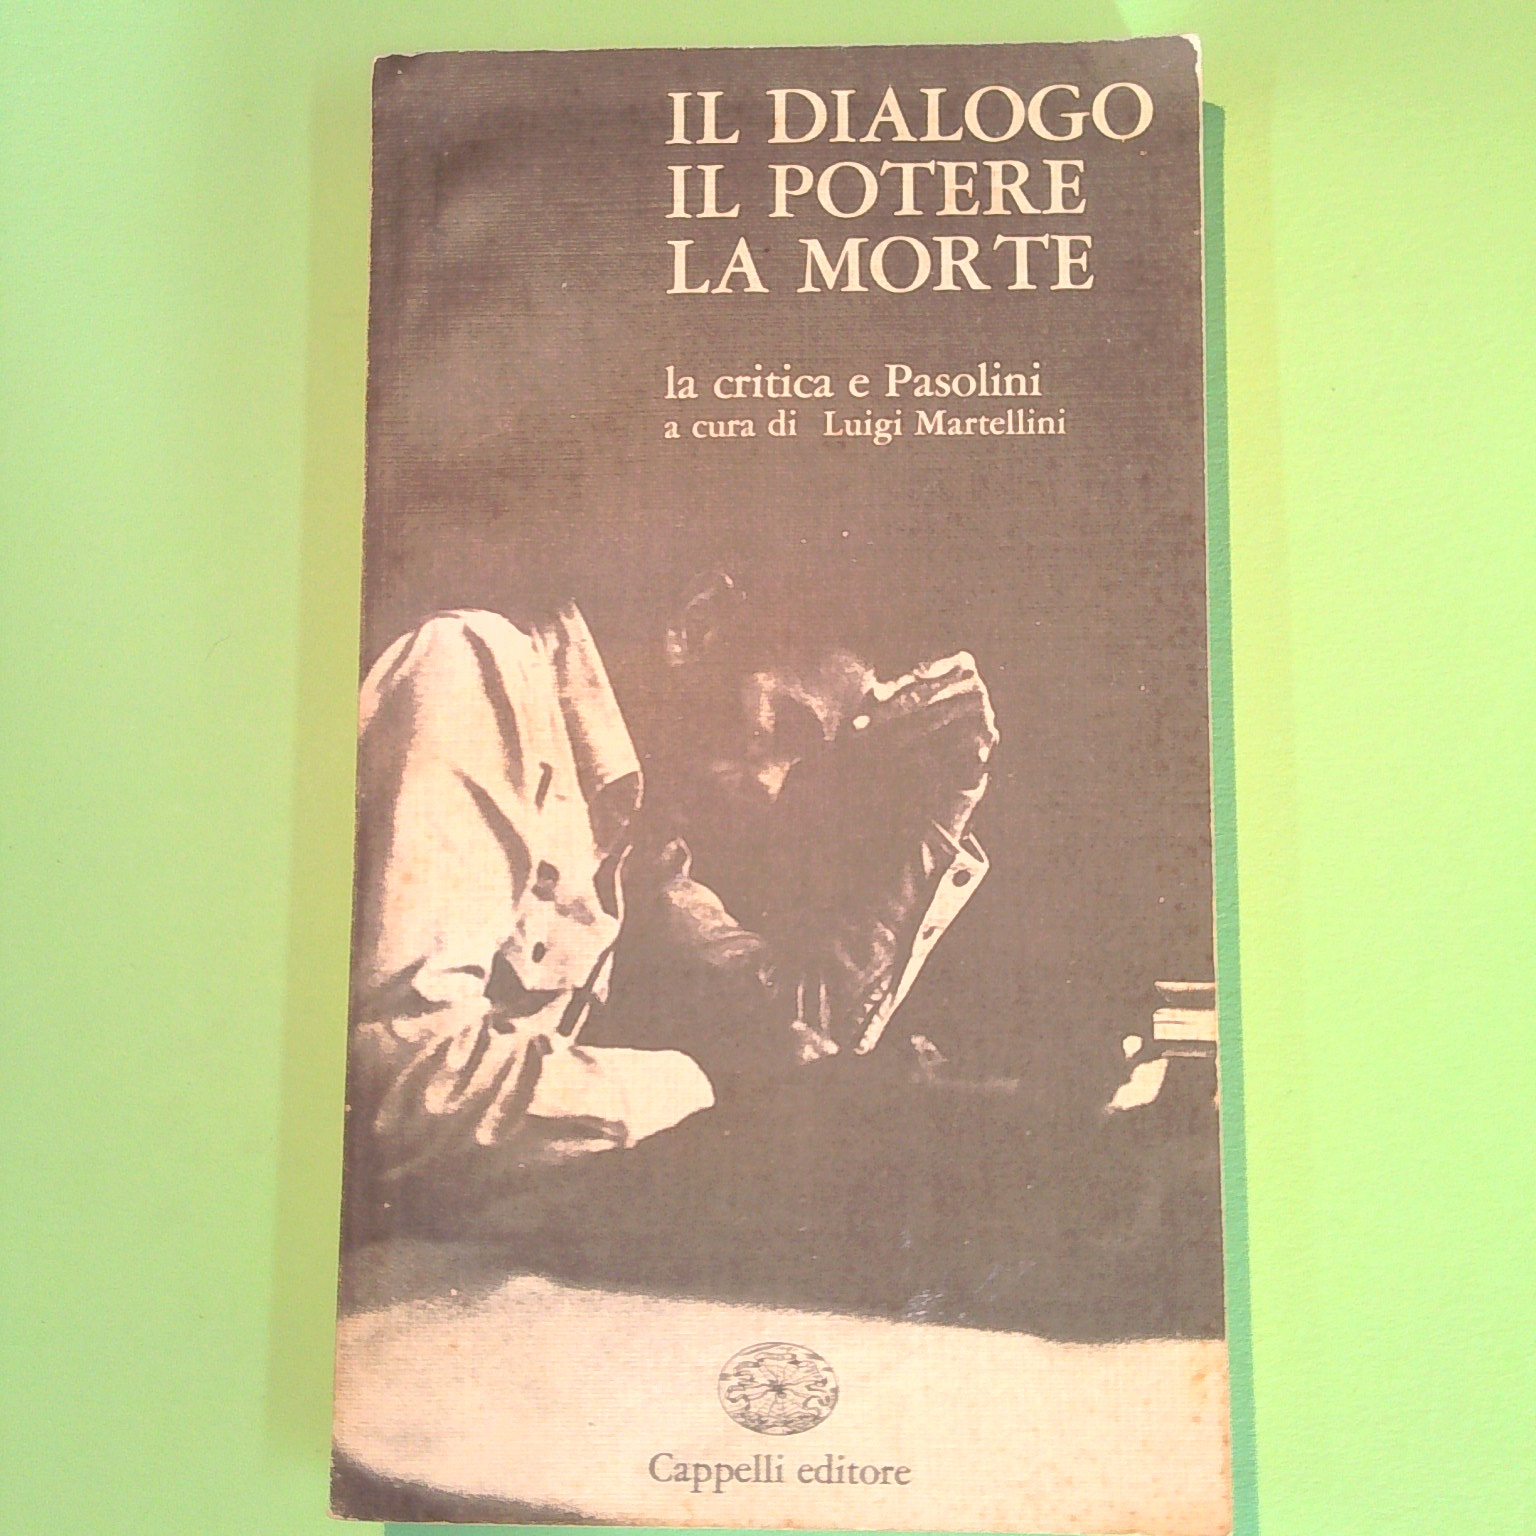 IL DIALOGO
IL POTERE
LA MORTE
la critica e Pasolini
a cura di Luigi Martellini
Cappelli editore